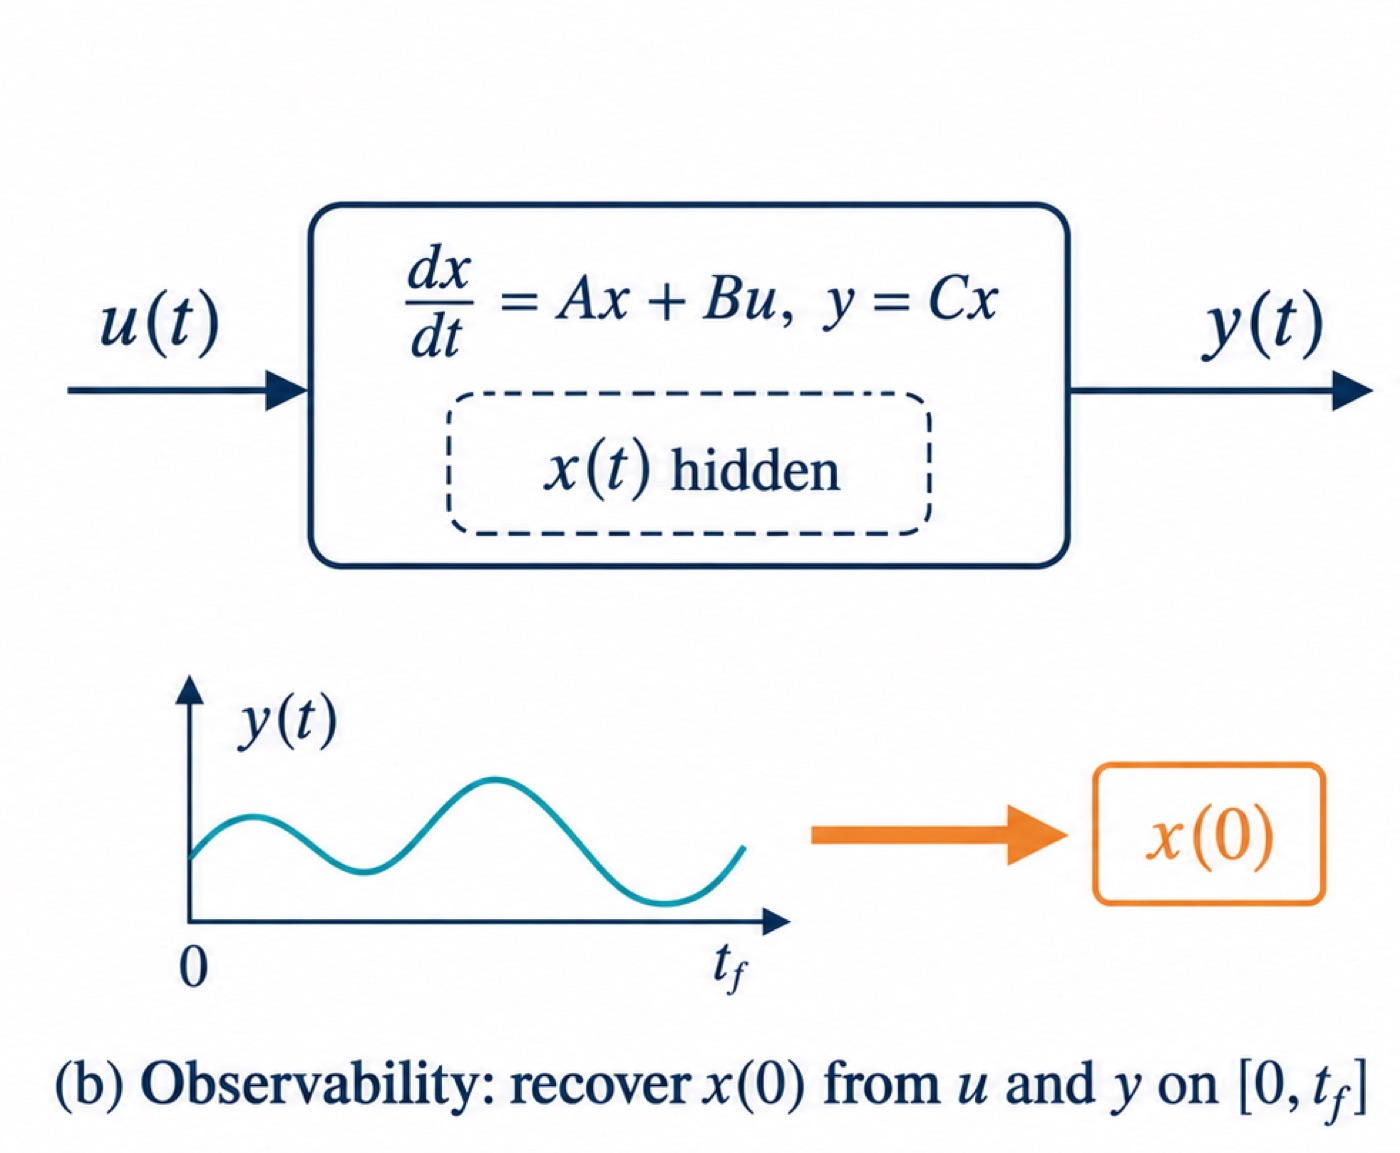 u(t)
dx/dt = Ax + Bu, y = Cx
y(t)
x(t) hidden
y(t)
x(0)
0
t_f
(b) Observability: recover x(0) from u and y on [0, t_f]